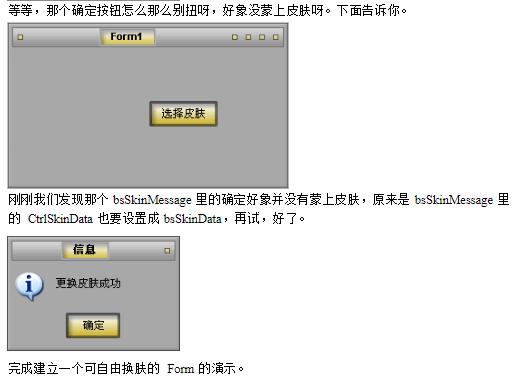 等等，那个确定按钮怎么那么别扭呀，好象没蒙上皮肤呀。下面告诉你。
Form1
选择皮肤
刚刚我们发现那个 bsSkinMessage 里的确定好象并没有蒙上皮肤，原来是 bsSkinMessage 里
的 CtrlSkinData 也要设置成 bsSkinData，再试，好了。
信息
更换皮肤成功
确定
完成建立一个可自由换肤的 Form 的演示。